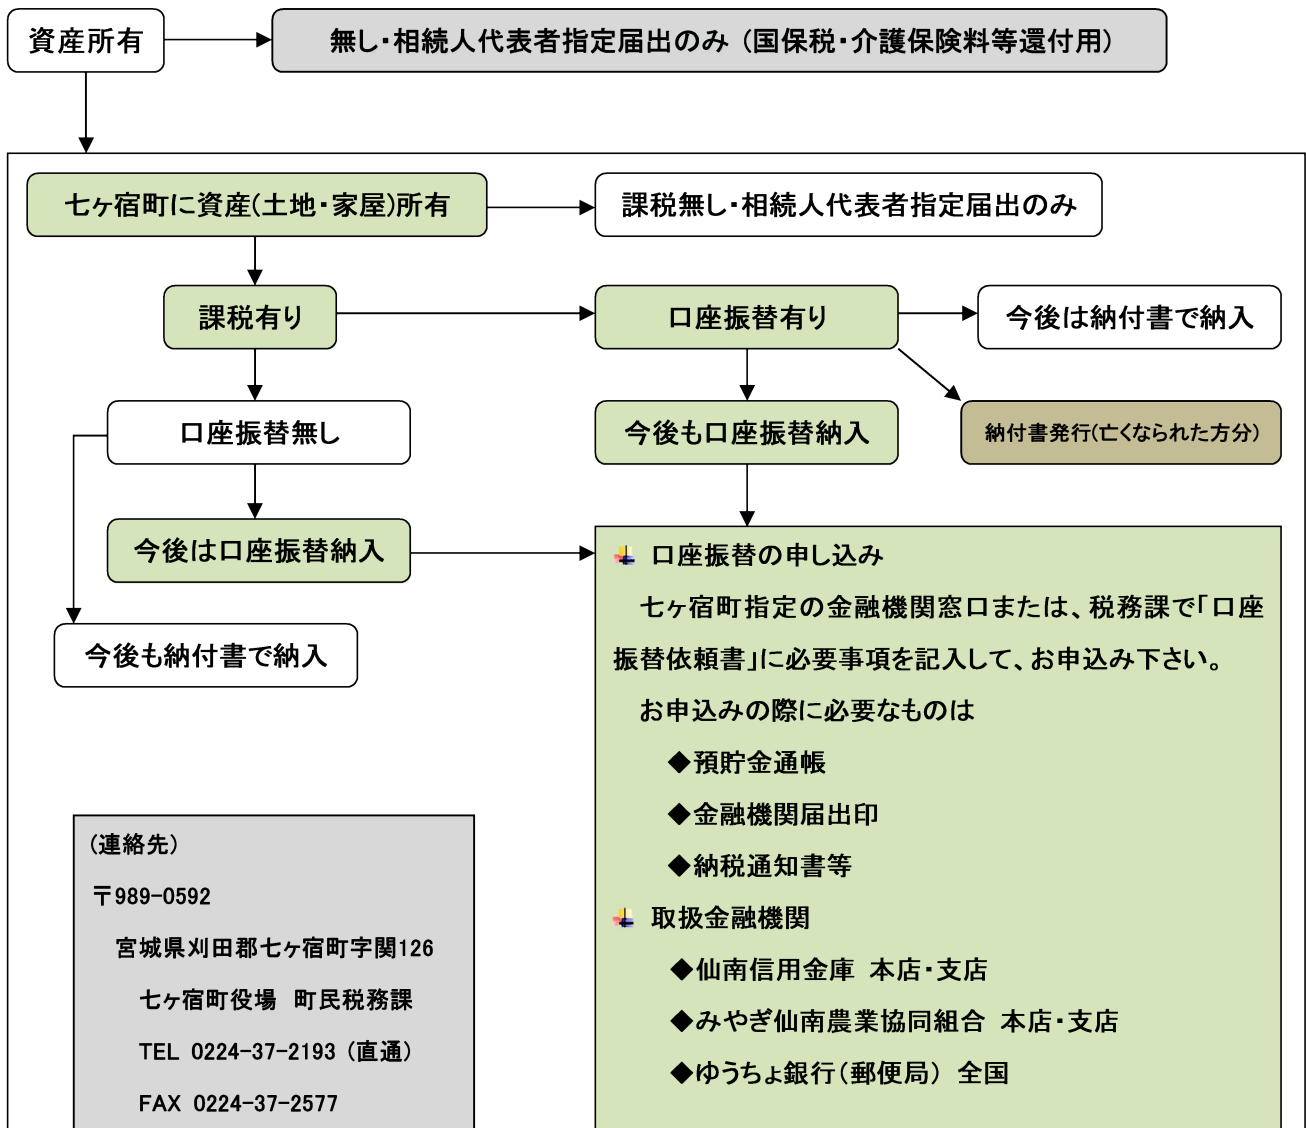 資産所有
無し・相続人代表者指定届出のみ（国保税・介護保険料等還付用）
七ヶ宿町に資産(土地・家屋)所有
課税無し・相続人代表者指定届出のみ
課税有り
口座振替有り
今後は納付書で納入
口座振替無し
今後も口座振替納入
納付書発行(亡くなられた方分)
今後は口座振替納入
今後も納付書で納入
口座振替の申し込み
七ヶ宿町指定の金融機関窓口または、税務課で「口座
振替依頼書」に必要事項を記入して、お申込み下さい。
お申込みの際に必要なものは
◆預貯金通帳
◆金融機関届出印
◆納税通知書等
取扱金融機関
◆仙南信用金庫 本店・支店
◆みやぎ仙南農業協同組合 本店・支店
◆ゆうちょ銀行（郵便局） 全国
（連絡先）
〒989-0592
宮城県刈田郡七ヶ宿町字関126
七ヶ宿町役場 町民税務課
TEL 0224-37-2193（直通）
FAX 0224-37-2577